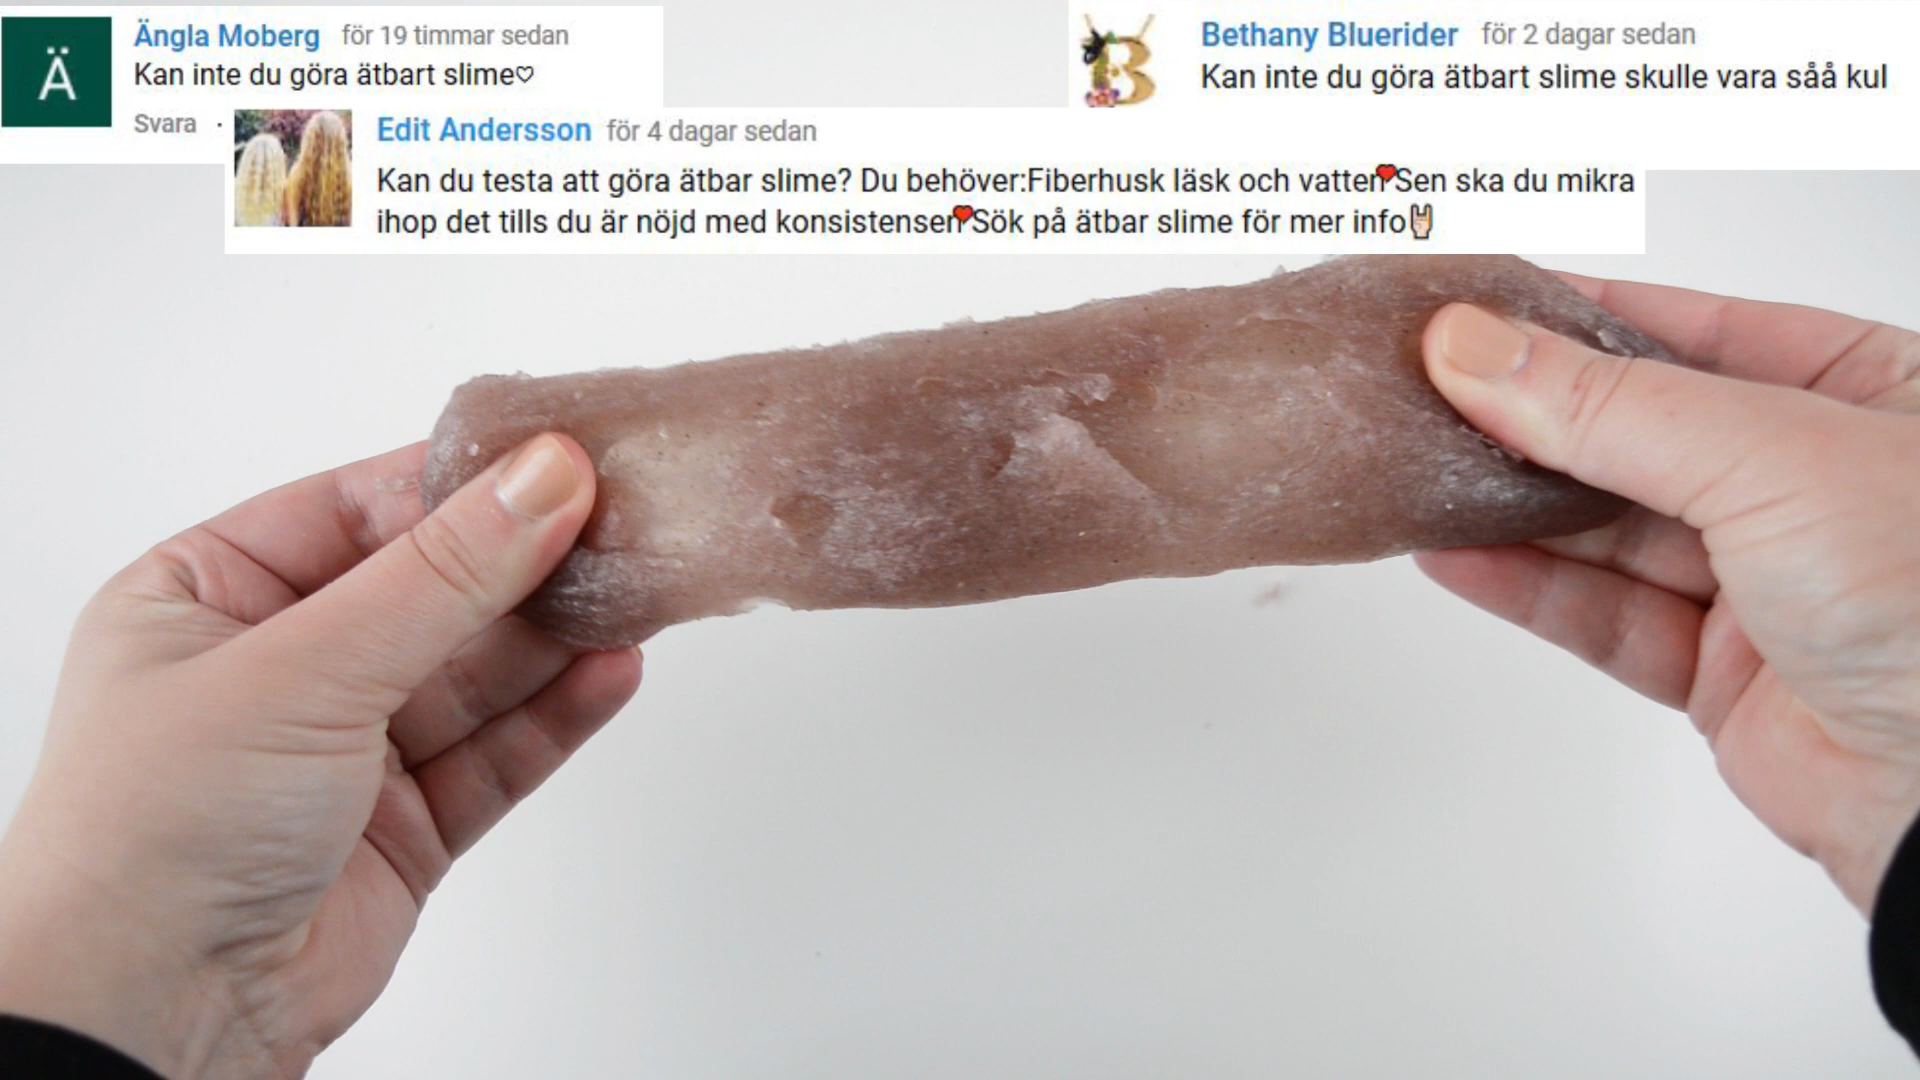 Ä
Ängla Moberg för 19 timmar sedan
Kan inte du göra ätbart slime♡
Svara ·
B
Bethany Bluerider för 2 dagar sedan
Kan inte du göra ätbart slime skulle vara såå kul
Edit Andersson för 4 dagar sedan
Kan du testa att göra ätbar slime? Du behöver:Fiberhusk läsk och vatten❤Sen ska du mikra
ihop det tills du är nöjd med konsistensen❤Sök på ätbar slime för mer info🤘🏻